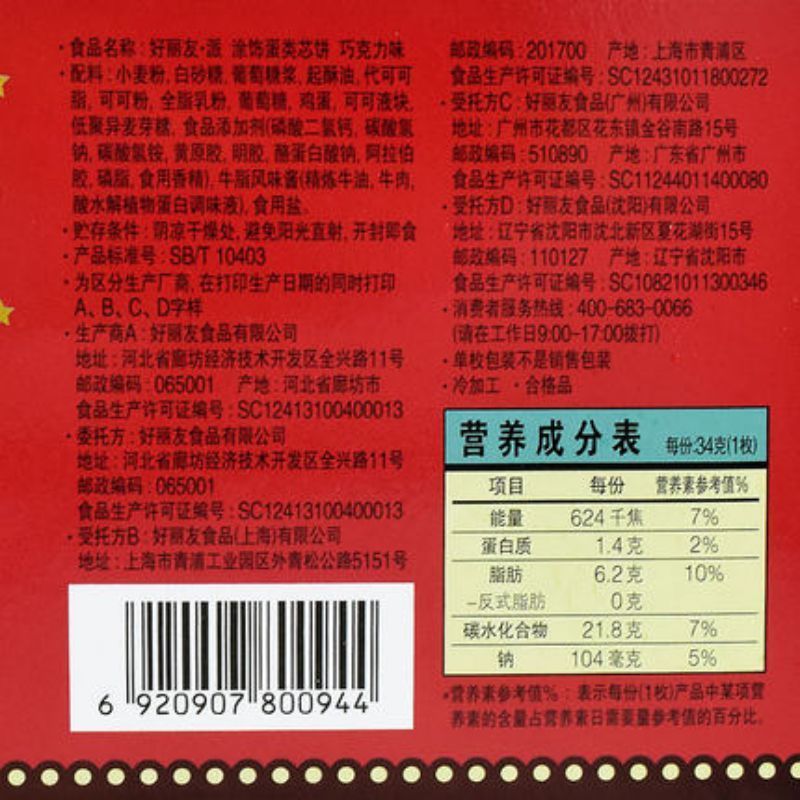 ·食品名称:好丽友·派 涂饰蛋类芯饼 巧克力味
·配料:小麦粉, 白砂糖, 葡萄糖浆, 起酥油, 代可可
脂, 可可粉, 全脂乳粉, 葡萄糖, 鸡蛋, 可可液块,
低聚异麦芽糖, 食品添加剂(磷酸二氢钙, 碳酸氢
钠, 碳酸氢铵, 黄原胶, 明胶, 酪蛋白酸钠, 阿拉伯
胶, 磷脂, 食用香精), 牛脂风味酱(精炼牛油, 牛肉,
酸水解植物蛋白调味液), 食用盐.
·贮存条件:阴凉干燥处, 避免阳光直射, 开封即食
·产品标准号:SB/T 10403
·为区分生产厂商, 在打印生产日期的同时打印
A、B、C、D字样
·生产商A:好丽友食品有限公司
地址:河北省廊坊经济技术开发区全兴路11号
邮政编码:065001 产地:河北省廊坊市
食品生产许可证编号:SC12413100400013
·委托方:好丽友食品有限公司
地址:河北省廊坊经济技术开发区全兴路11号
邮政编码:065001
食品生产许可证编号:SC12413100400013
·受托方B:好丽友食品(上海)有限公司
地址:上海市青浦工业园区外青松公路5151号
6 920907 800944
邮政编码:201700 产地:上海市青浦区
食品生产许可证编号:SC12431011800272
·受托方C:好丽友食品(广州)有限公司
地址:广州市花都区花东镇金谷南路15号
邮政编码:510890 产地:广东省广州市
食品生产许可证编号:SC11244011400080
·受托方D:好丽友食品(沈阳)有限公司
地址:辽宁省沈阳市沈北新区夏花湖街15号
邮政编码:110127 产地:辽宁省沈阳市
食品生产许可证编号:SC10821011300346
·消费者服务热线:400-683-0066
(请在工作日9:00-17:00拨打)
·单枚包装不是销售包装
·冷加工 ·合格品
营养成分表 每份:34克(1枚)
项目 每份 营养素参考值%
能量 624千焦 7%
蛋白质 1.4克 2%
脂肪 6.2克 10%
-反式脂肪 0克
碳水化合物 21.8克 7%
钠 104毫克 5%
*营养素参考值%:表示每份(1枚)产品中某项营
养素的含量占营养素日需要量参考值的百分比.